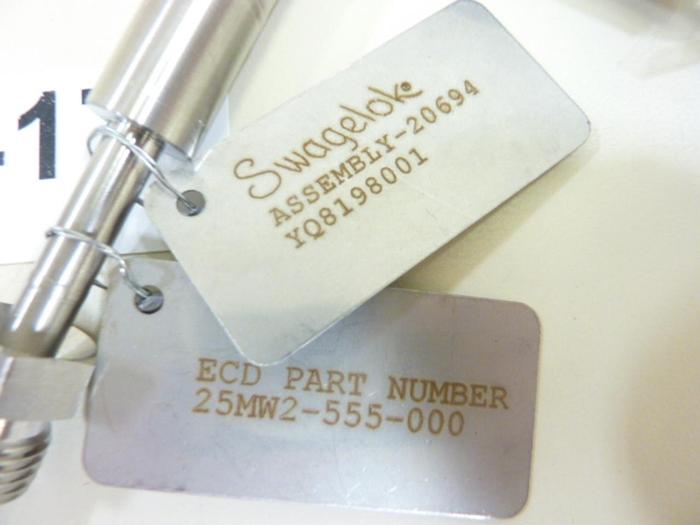 Swagelok®
ASSEMBLY-20694
YQ8198001
ECD PART NUMBER
25MW2-555-000